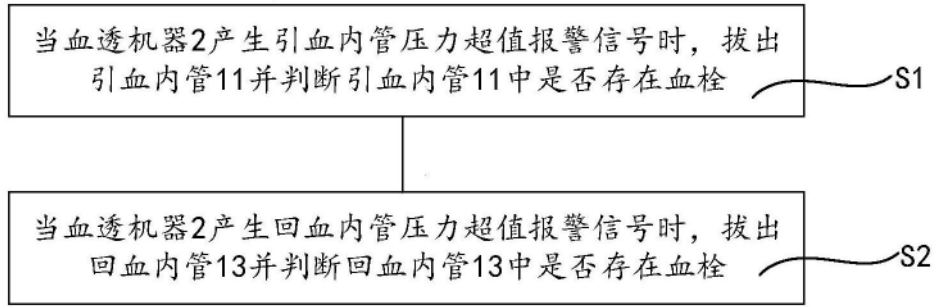 当血透机器2产生引血内管压力超值报警信号时，拔出
引血内管11并判断引血内管11中是否存在血栓
S1
当血透机器2产生回血内管压力超值报警信号时，拔出
回血内管13并判断回血内管13中是否存在血栓
S2